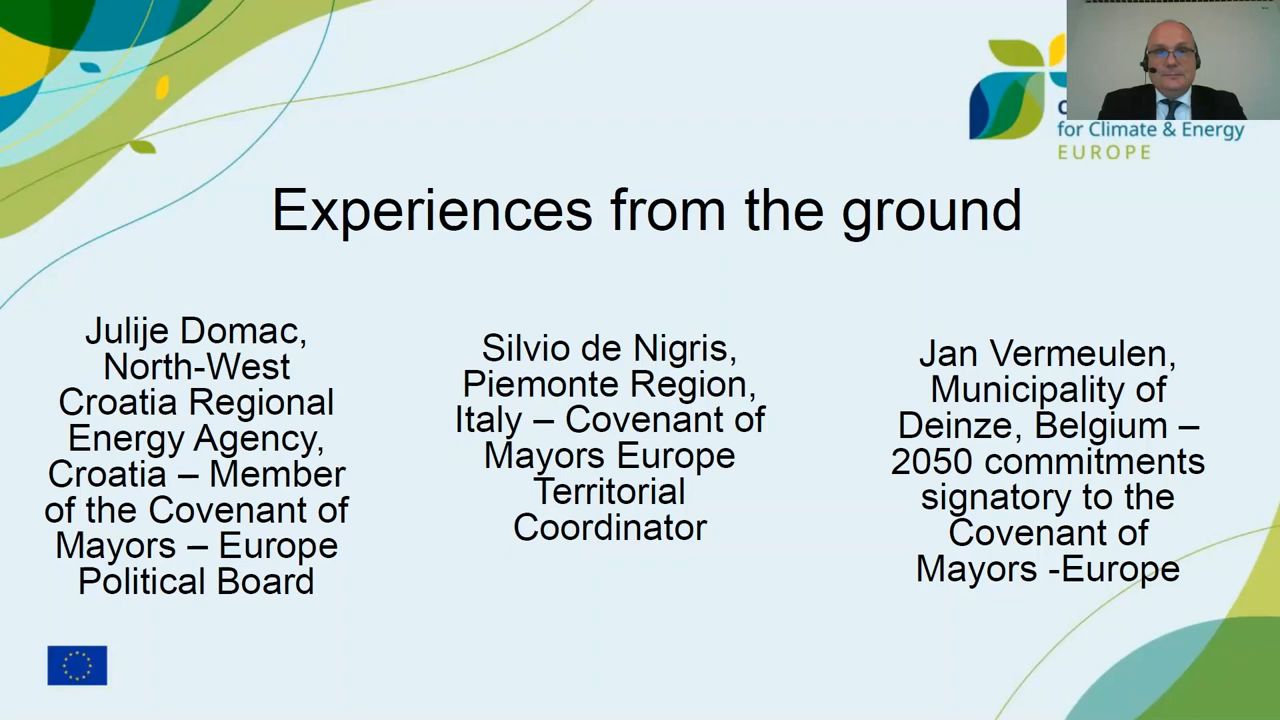 for Climate & Energy
EUROPE
Experiences from the ground
Julije Domac,
North-West
Croatia Regional
Energy Agency,
Croatia – Member
of the Covenant of
Mayors – Europe
Political Board
Silvio de Nigris,
Piemonte Region,
Italy – Covenant of
Mayors Europe
Territorial
Coordinator
Jan Vermeulen,
Municipality of
Deinze, Belgium –
2050 commitments
signatory to the
Covenant of
Mayors -Europe